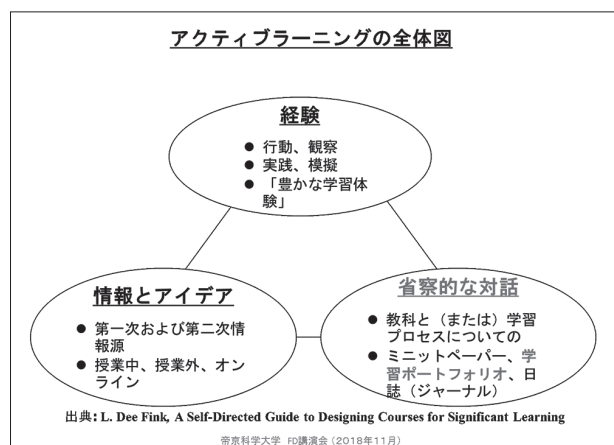 アクティブラーニングの全体図
経験
● 行動、観察
● 実践、模擬
● 「豊かな学習体
験」
情報とアイデア
● 第一次および第二次情
報源
● 授業中、授業外、オン
ライン
省察的な対話
● 教科と(または)学習
プロセスについての
● ミニットペーパー、学
習ポートフォリオ、日
誌(ジャーナル)
出典: L. Dee Fink, A Self-Directed Guide to Designing Courses for Significant Learning
帝京科学大学 FD講演会(2018年11月)